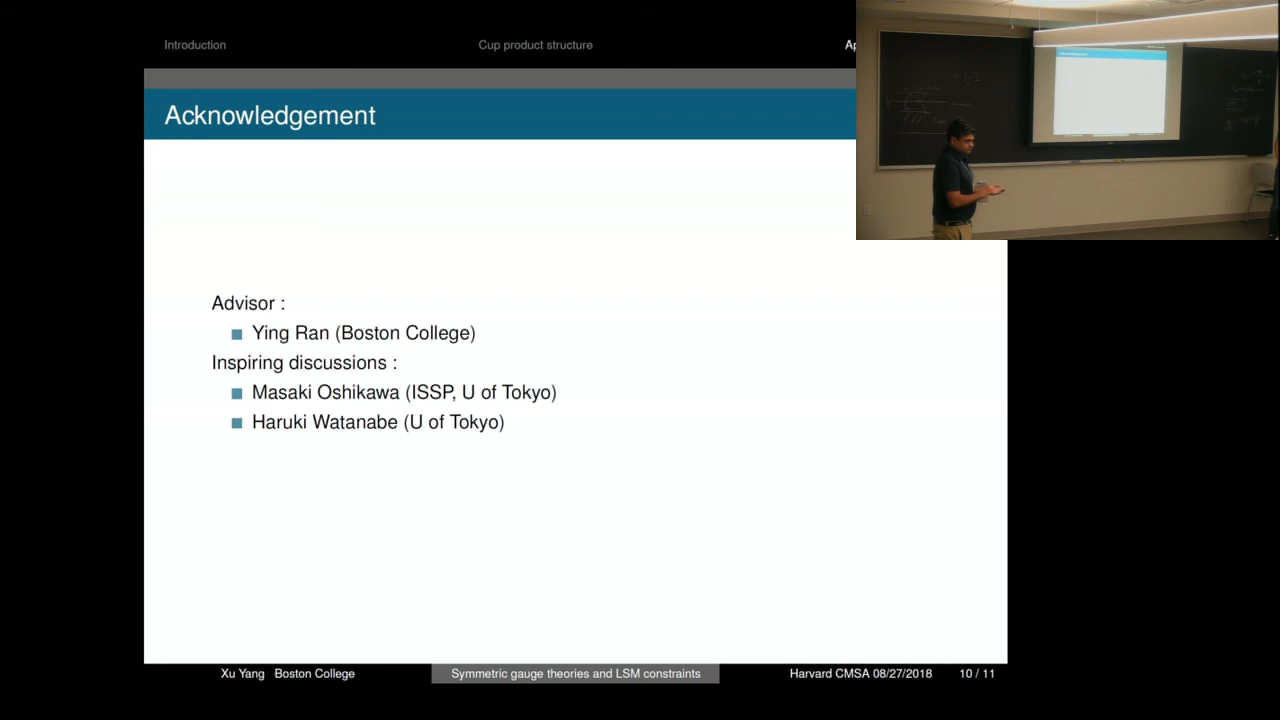 Introduction
Cup product structure
Acknowledgement
Advisor :
Ying Ran (Boston College)
Inspiring discussions :
Masaki Oshikawa (ISSP, U of Tokyo)
Haruki Watanabe (U of Tokyo)
Xu Yang Boston College
Symmetric gauge theories and LSM constraints
Harvard CMSA 08/27/2018
10 / 11